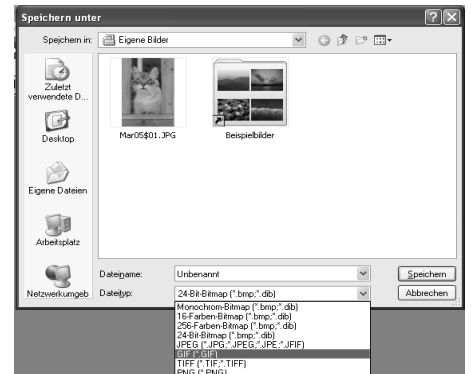 Speichern unter
Speichern in:
Eigene Bilder
Zuletzt
verwendete D...
Desktop
Eigene Dateien
Arbeitsplatz
Netzwerkumgeb
Mar05$01.JPG
Beispielbilder
Dateiname:
Unbenannt
Speichern
Dateityp:
24-Bit-Bitmap (*.bmp;*.dib)
Abbrechen
Monochrom-Bitmap (*.bmp;*.dib)
16-Farben-Bitmap (*.bmp;*.dib)
256-Farben-Bitmap (*.bmp;*.dib)
24-Bit-Bitmap (*.bmp;*.dib)
JPEG (*.JPG;*.JPEG;*.JPE;*.JFIF)
GIF (*.GIF)
TIFF (*.TIF;*.TIFF)
PNG (*.PNG)